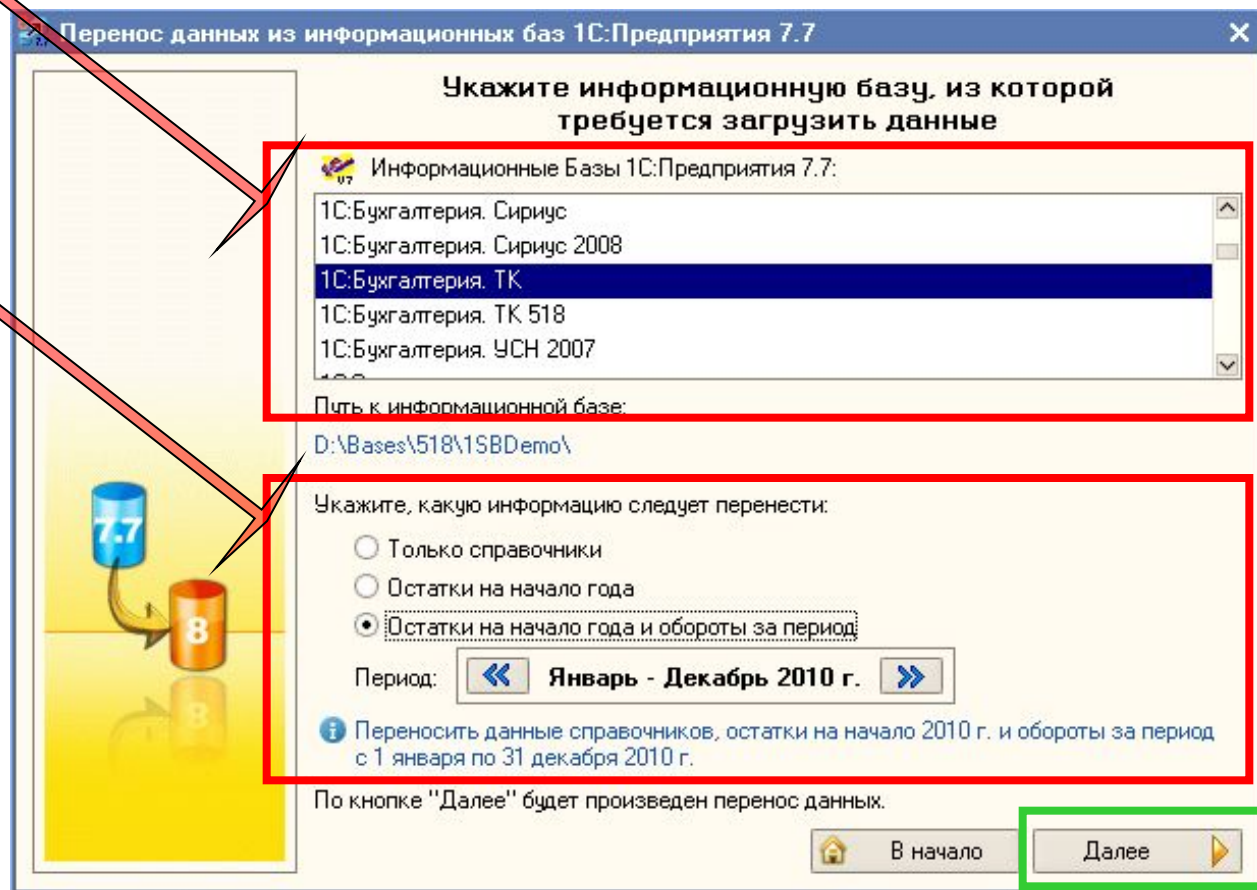 Перенос данных из информационных баз 1С:Предприятия 7.7
Укажите информационную базу, из которой
требуется загрузить данные
Информационные Базы 1С:Предприятия 7.7:
1С:Бухгалтерия. Сириус
1С:Бухгалтерия. Сириус 2008
1С:Бухгалтерия. ТК
1С:Бухгалтерия. ТК 518
1С:Бухгалтерия. УСН 2007
Путь к информационной базе:
D:\Bases\518\1SBDemo\
Укажите, какую информацию следует перенести:
Только справочники
Остатки на начало года
Остатки на начало года и обороты за период
Период: Январь - Декабрь 2010 г.
Переносить данные справочников, остатки на начало 2010 г. и обороты за период
с 1 января по 31 декабря 2010 г.
По кнопке "Далее" будет произведен перенос данных.
В начало Далее
7.7
8
8